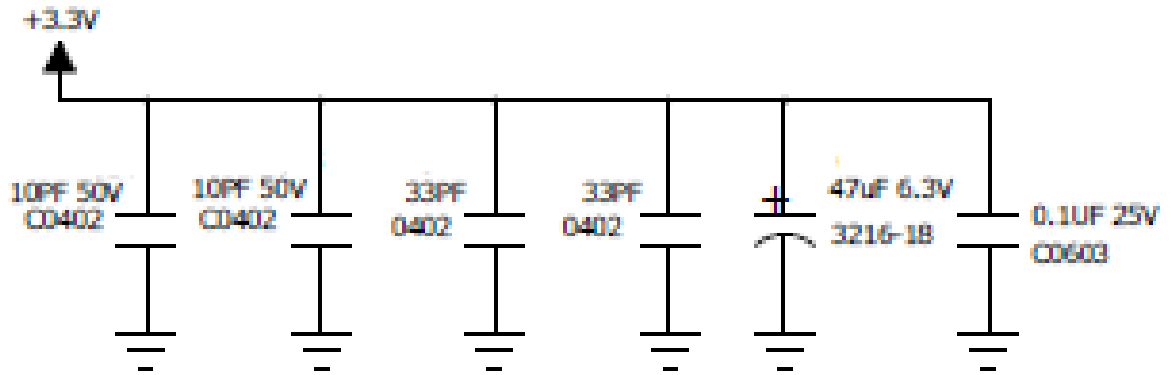 +3.3V
10PF 50V
C0402
10PF 50V
C0402
33PF
0402
33PF
0402
+
47uF 6.3V
3216-18
0.1UF 25V
C0603